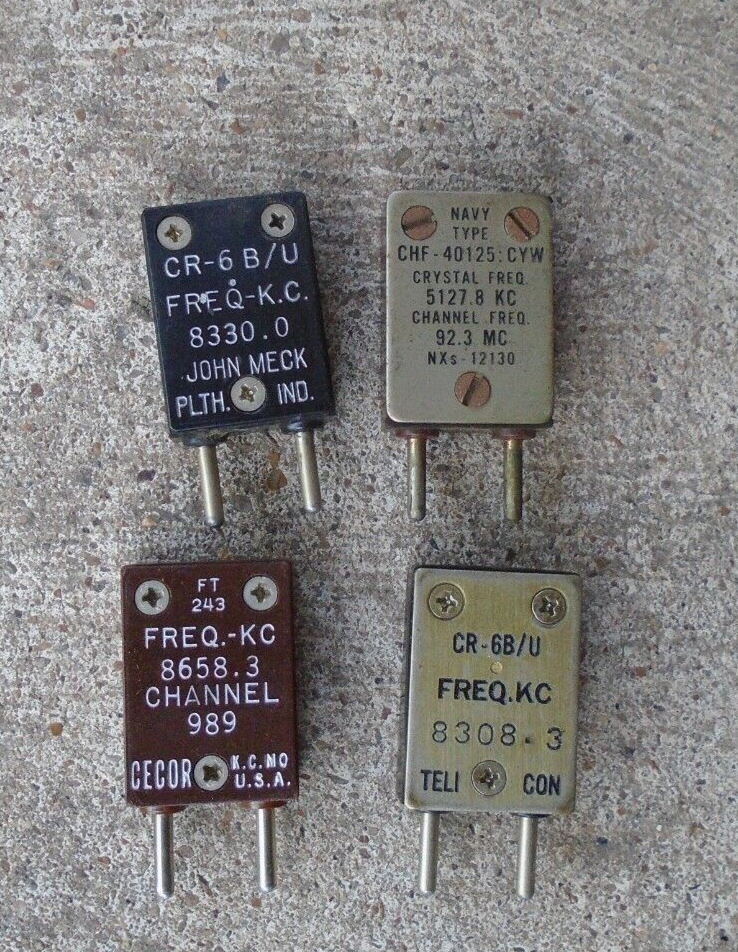 CR-6 B/U
FREQ-K.C.
8330.0
JOHN MECK
PLTH. IND.
NAVY
TYPE
CHF-40125:CYW
CRYSTAL FREQ.
5127.8 KC
CHANNEL FREQ.
92.3 MC
NXs-12130
FT
243
FREQ.-KC
8658.3
CHANNEL
989
CECOR K.C.MO
U.S.A.
CR-6B/U
FREQ.KC
8308.3
TELI CON